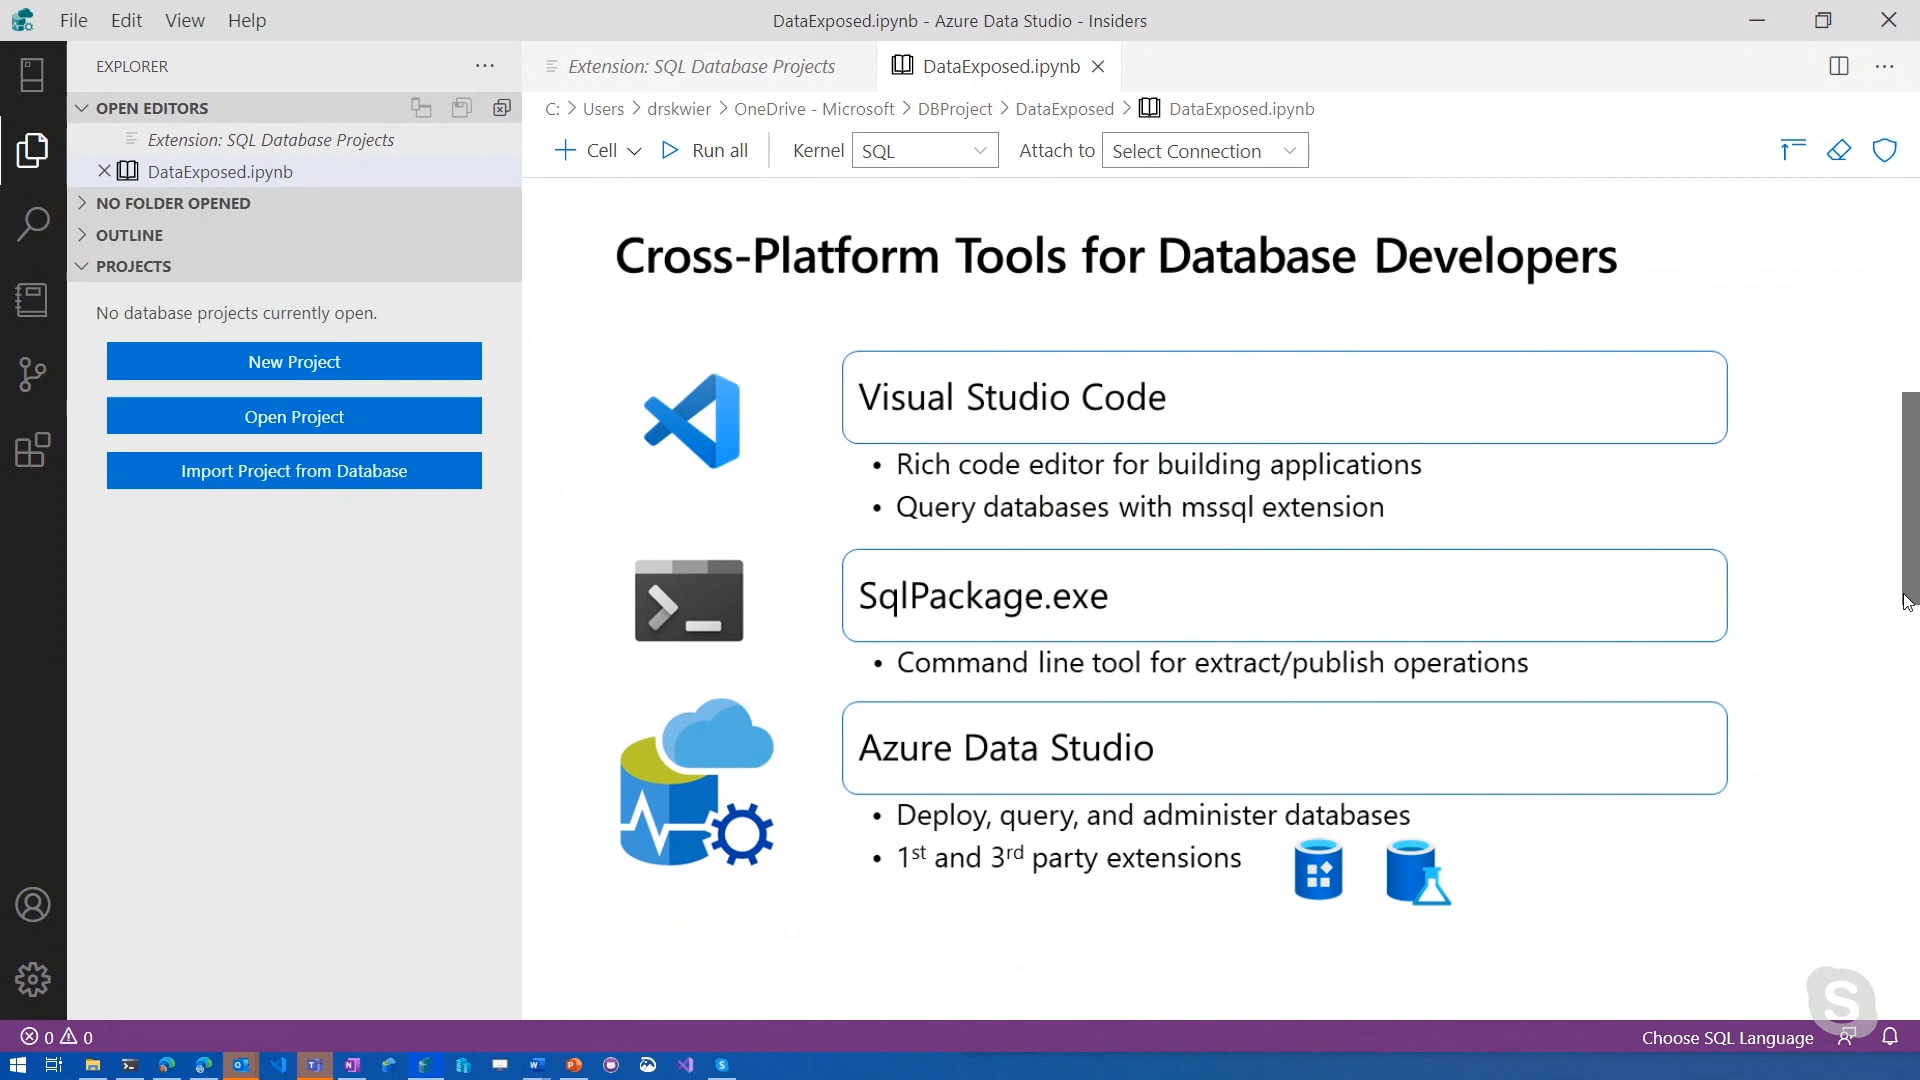 File Edit View Help
DataExposed.ipynb - Azure Data Studio - Insiders
EXPLORER
OPEN EDITORS
Extension: SQL Database Projects
DataExposed.ipynb
NO FOLDER OPENED
OUTLINE
PROJECTS
No database projects currently open.
New Project
Open Project
Import Project from Database
Extension: SQL Database Projects
DataExposed.ipynb
C: > Users > drskwier > OneDrive - Microsoft > DBProject > DataExposed > DataExposed.ipynb
Cell Run all Kernel SQL Attach to Select Connection
Cross-Platform Tools for Database Developers
Visual Studio Code
• Rich code editor for building applications
• Query databases with mssql extension
SqlPackage.exe
• Command line tool for extract/publish operations
Azure Data Studio
• Deploy, query, and administer databases
• 1st and 3rd party extensions
0 0
Choose SQL Language